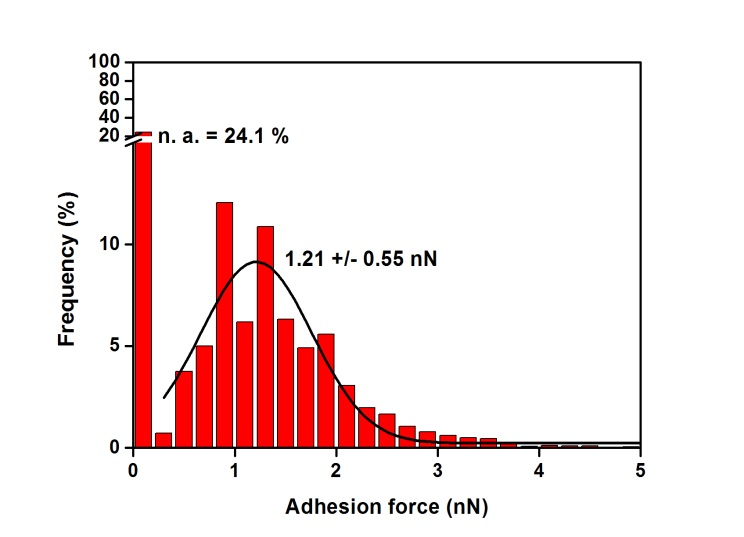 100
80
60
40
20
n. a. = 24.1 %
10
1.21 +/- 0.55 nN
5
0
Frequency (%)
0 1 2 3 4 5
Adhesion force (nN)